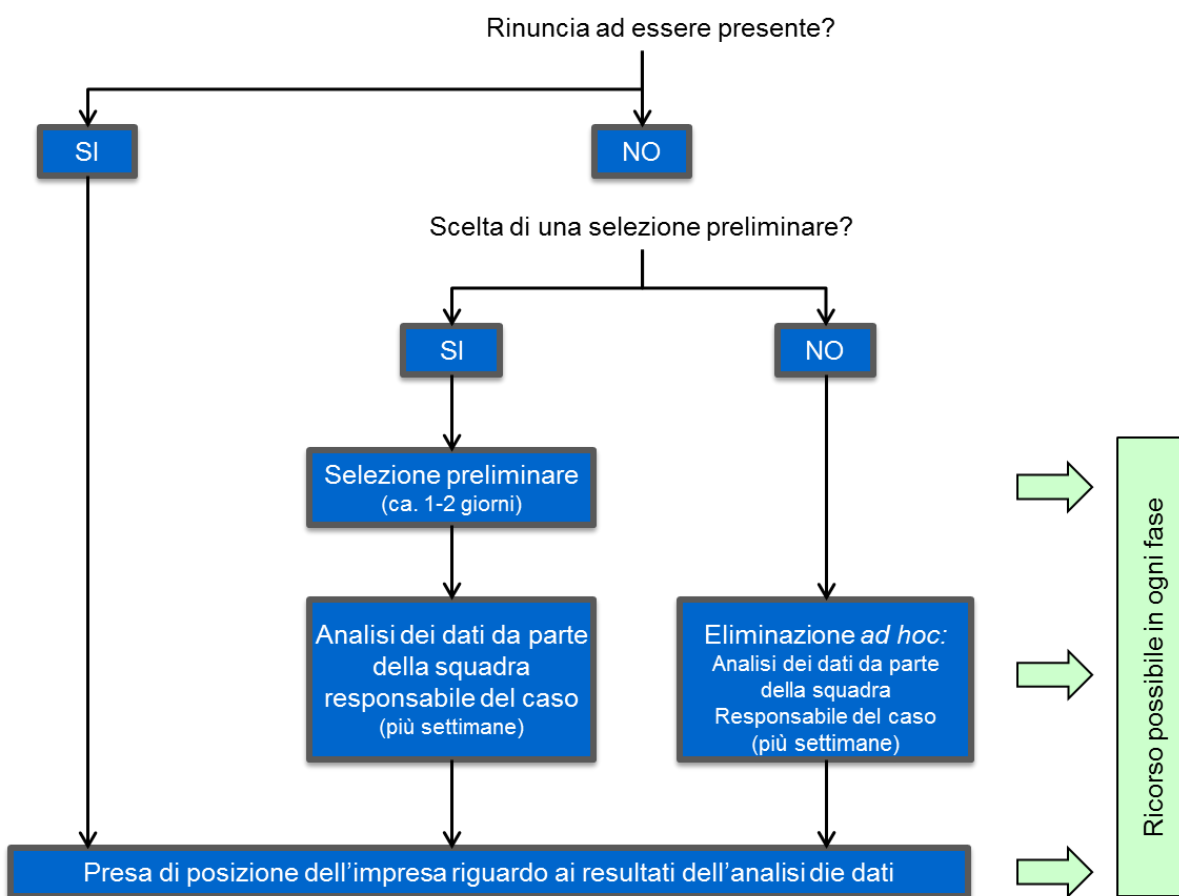 Rinuncia ad essere presente?
SI
NO
Scelta di una selezione preliminare?
SI
NO
Selezione preliminare
(ca. 1-2 giorni)
Analisi dei dati da parte
della squadra
responsabile del caso
(più settimane)
Eliminazione ad hoc:
Analisi dei dati da parte
della squadra
Responsabile del caso
(più settimane)
Ricorso possibile in ogni fase
Presa di posizione dell'impresa riguardo ai resultati dell'analisi die dati